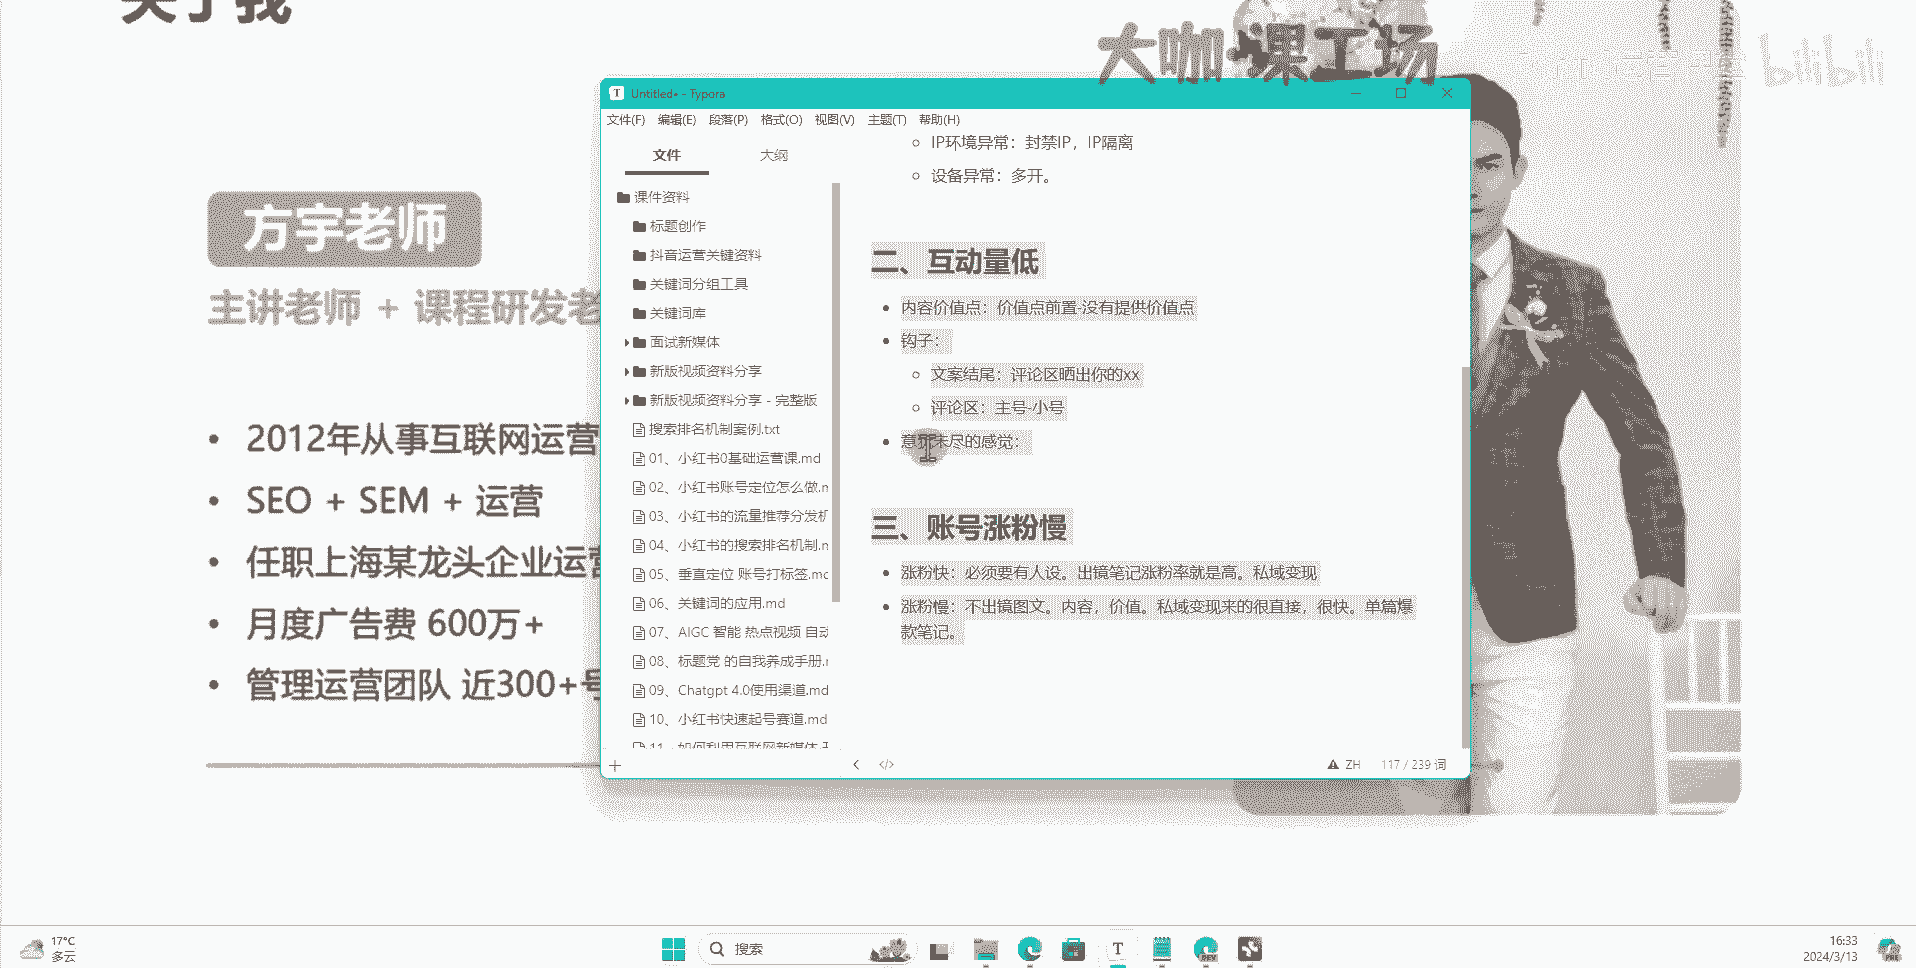 关于我
大咖·课工场
bilibili
方宇老师
主讲老师 + 课程研发老
2012年从事互联网运营
SEO + SEM + 运营
任职上海某龙头企业运营
月度广告费 600万+
管理运营团队 近300+号
Untitled• - Typora
文件(F) 编辑(E) 段落(P) 格式(O) 视图(V) 主题(T) 帮助(H)
文件 大纲
课件资料
标题创作
抖音运营关键资料
关键词分组工具
关键词库
面试新媒体
新版视频资料分享
新版视频资料分享 - 完整版
搜索排名机制案例.txt
01、小红书0基础运营课.md
02、小红书账号定位怎么做.m
03、小红书的流量推荐分发机
04、小红书的搜索排名机制.m
05、垂直定位 账号打标签.md
06、关键词的应用.md
07、AIGC 智能 热点视频 自动
08、标题党 的自我养成手册.m
09、Chatgpt 4.0使用渠道.md
10、小红书快速起号赛道.md
11、如何利用互联网新媒体
IP环境异常：封禁IP，IP隔离
设备异常：多开。
二、互动量低
内容价值点：价值点前置-没有提供价值点
钩子：
文案结尾：评论区晒出你的xx
评论区：主号-小号
意犹未尽的感觉：
三、账号涨粉慢
涨粉快：必须要有人设。出镜笔记涨粉率就是高。私域变现
涨粉慢：不出镜图文。内容，价值。私域变现来的很直接，很快。单篇爆
款笔记。
ZH 117 / 239 词
17°C
多云
搜索
16:33
2024/3/13